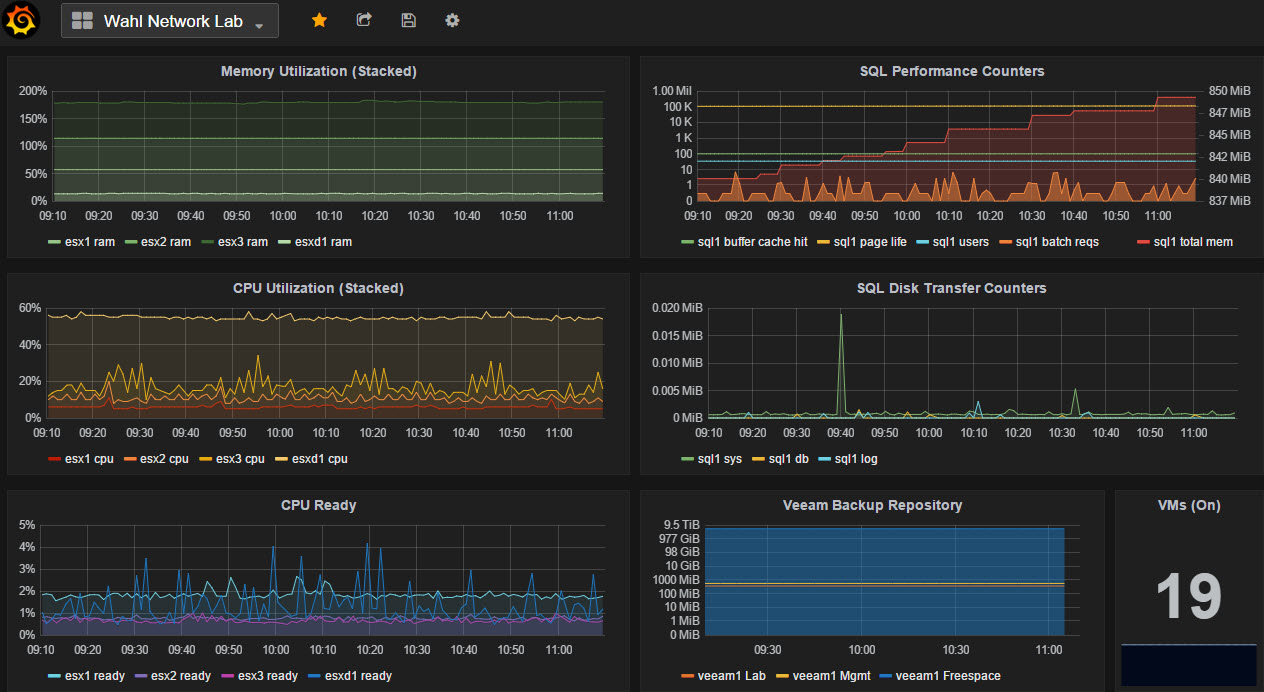 Wahl Network Lab
Memory Utilization (Stacked)
200%
150%
100%
50%
0%
09:10 09:20 09:30 09:40 09:50 10:00 10:10 10:20 10:30 10:40 10:50 11:00
esx1 ram esx2 ram esx3 ram esxd1 ram
SQL Performance Counters
1.00 Mil 850 MiB
100 K 847 MiB
10 K 845 MiB
1 K
100 842 MiB
10 840 MiB
1
0 837 MiB
09:10 09:20 09:30 09:40 09:50 10:00 10:10 10:20 10:30 10:40 10:50 11:00
sql1 buffer cache hit sql1 page life sql1 users sql1 batch reqs sql1 total mem
CPU Utilization (Stacked)
60%
40%
20%
0%
09:10 09:20 09:30 09:40 09:50 10:00 10:10 10:20 10:30 10:40 10:50 11:00
esx1 cpu esx2 cpu esx3 cpu esxd1 cpu
SQL Disk Transfer Counters
0.020 MiB
0.015 MiB
0.010 MiB
0.005 MiB
0 MiB
09:10 09:20 09:30 09:40 09:50 10:00 10:10 10:20 10:30 10:40 10:50 11:00
sql1 sys sql1 db sql1 log
CPU Ready
5%
4%
3%
2%
1%
0%
09:10 09:20 09:30 09:40 09:50 10:00 10:10 10:20 10:30 10:40 10:50 11:00
esx1 ready esx2 ready esx3 ready esxd1 ready
Veeam Backup Repository
9.5 TiB
977 GiB
98 GiB
10 GiB
1000 MiB
100 MiB
10 MiB
1 MiB
0 MiB
09:30 10:00 10:30 11:00
veeam1 Lab veeam1 Mgmt veeam1 Freespace
VMs (On)
19